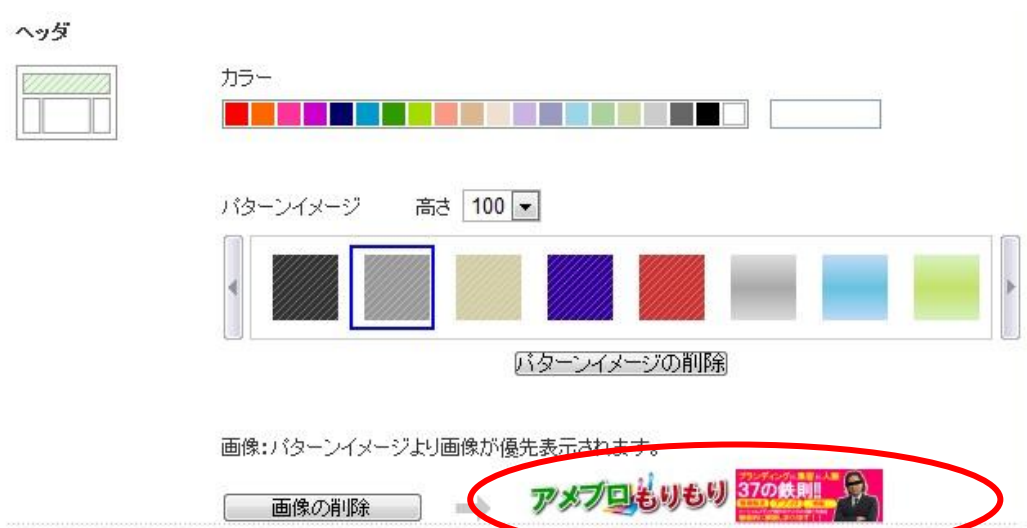 ヘッダ
カラー
パターンイメージ 高さ 100
パターンイメージの削除
画像:パターンイメージより画像が優先表示されます。
画像の削除
アメブロもりもり
37の鉄則!!